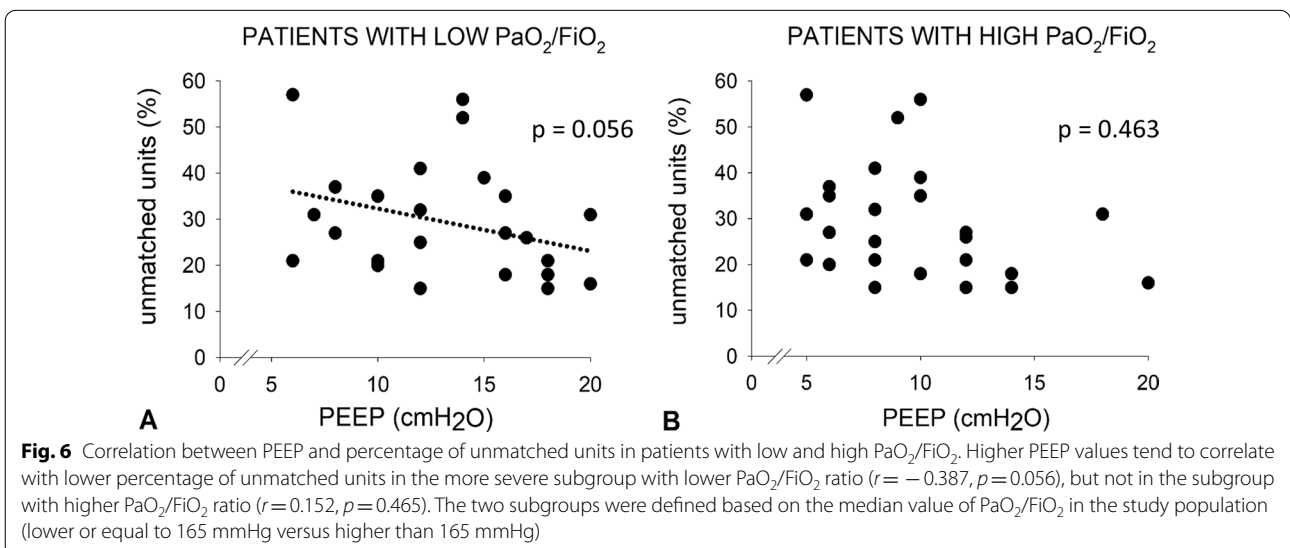 PATIENTS WITH LOW PaO₂/FiO₂
60
50
40
30
20
10
0
unmatched units (%)
p = 0.056
0 5 10 15 20
A PEEP (cmH2O)
PATIENTS WITH HIGH PaO₂/FiO₂
60
50
40
30
20
10
0
unmatched units (%)
p = 0.463
0 5 10 15 20
B PEEP (cmH2O)
Fig. 6 Correlation between PEEP and percentage of unmatched units in patients with low and high PaO₂/FiO₂. Higher PEEP values tend to correlate
with lower percentage of unmatched units in the more severe subgroup with lower PaO₂/FiO₂ ratio (r = − 0.387, p = 0.056), but not in the subgroup
with higher PaO₂/FiO₂ ratio (r = 0.152, p = 0.465). The two subgroups were defined based on the median value of PaO₂/FiO₂ in the study population
(lower or equal to 165 mmHg versus higher than 165 mmHg)